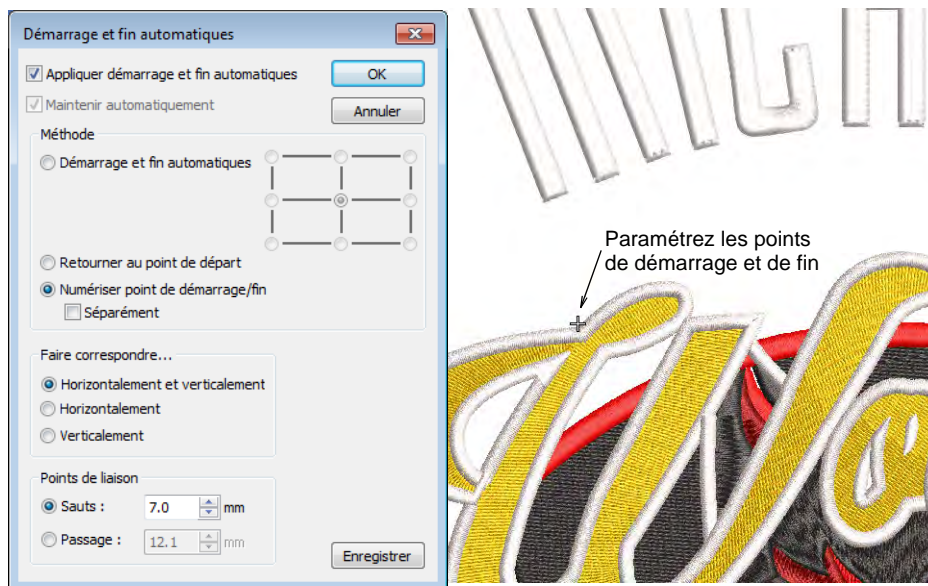 Démarrage et fin automatiques
Appliquer démarrage et fin automatiques
OK
Maintenir automatiquement
Annuler
Méthode
Démarrage et fin automatiques
Retourner au point de départ
Numériser point de démarrage/fin
Séparément
Faire correspondre...
Horizontalement et verticalement
Horizontalement
Verticalement
Points de liaison
Sauts : 7.0 mm
Passage : 12.1 mm
Enregistrer
Paramétrez les points
de démarrage et de fin